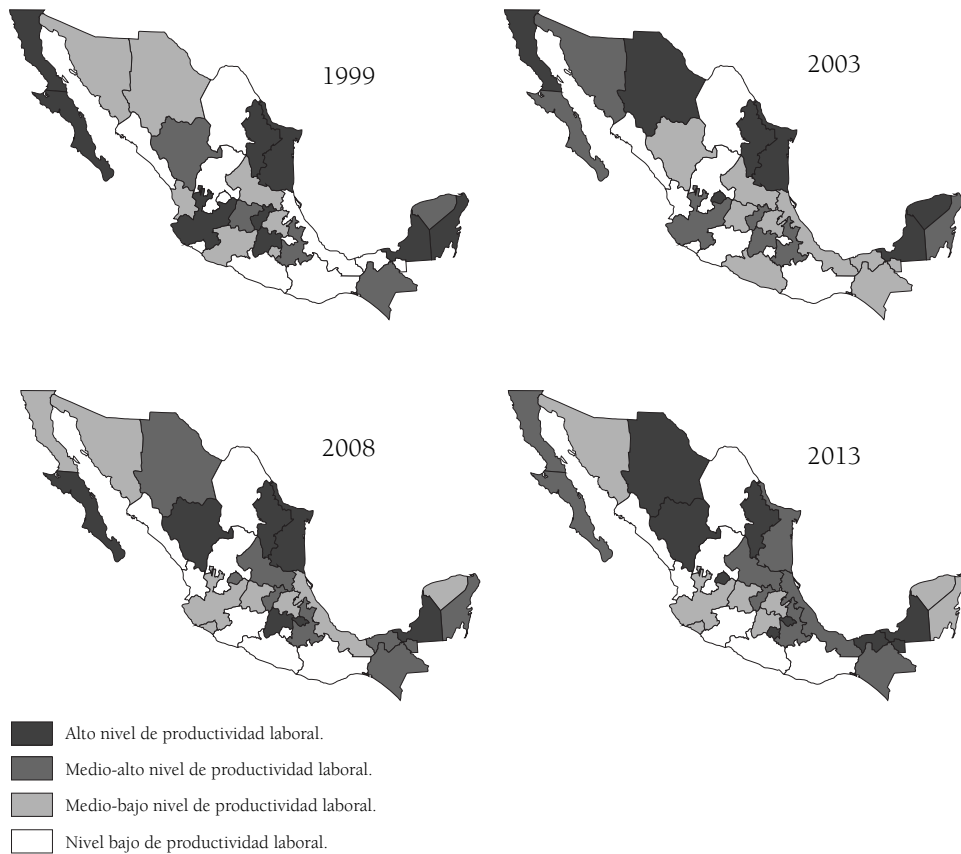 1999
2003
2008
2013
Alto nivel de productividad laboral.
Medio-alto nivel de productividad laboral.
Medio-bajo nivel de productividad laboral.
Nivel bajo de productividad laboral.